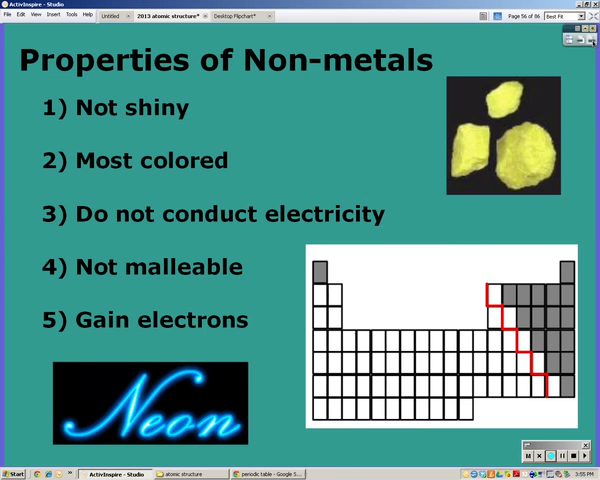 ActivInspire - Studio
File Edit View Insert Tools Help
Untitled
2013 atomic structure*
Desktop Flipchart*
Page 56 of 86
Best Fit
Properties of Non-metals
1) Not shiny
2) Most colored
3) Do not conduct electricity
4) Not malleable
5) Gain electrons
Neon
M
Start
ActivInspire - Studio
atomic structure
periodic table - Google S...
3:55 PM